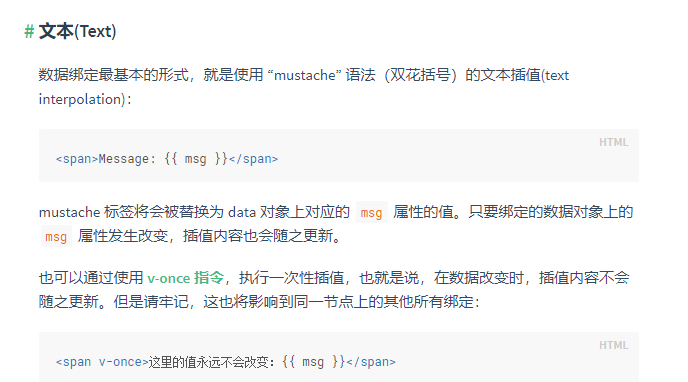 # 文本(Text)
数据绑定最基本的形式，就是使用 “mustache” 语法（双花括号）的文本插值(text
interpolation)：
HTML
<span>Message: {{ msg }}</span>
mustache 标签将会被替换为 data 对象上对应的 msg 属性的值。只要绑定的数据对象上的
msg 属性发生改变，插值内容也会随之更新。
也可以通过使用 v-once 指令，执行一次性插值，也就是说，在数据改变时，插值内容不会
随之更新。但是请牢记，这也将影响到同一节点上的其他所有绑定：
HTML
<span v-once>这里的值永远不会改变：{{ msg }}</span>